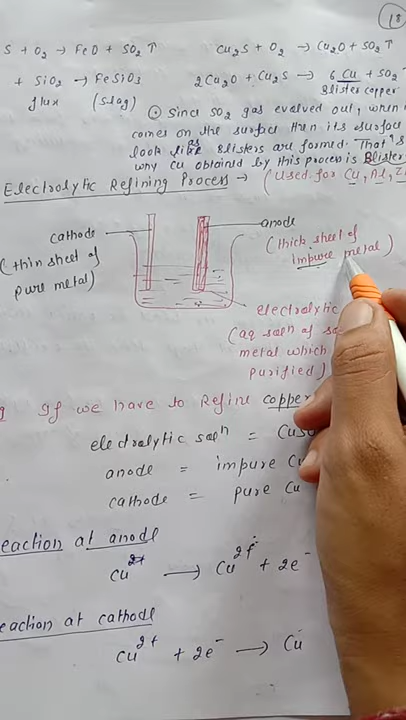 18
S + O₂ → FeO + SO₂ ↑
Cu₂S + O₂ → Cu₂O + SO₂ ↑
+ SiO₂ → FeSiO₃
2Cu₂O + Cu₂S → 6 Cu + SO₂
flux (slag)
Blister copper
⊙ Since SO₂ gas evolved out, when
comes on the surface then its surface
look like as blisters are formed. That's
why Cu obtained by this process is Blister
Electrolytic Refining Process → (Used for Cu, Al, Z
cathode
(thin sheet of
pure metal)
anode
(thick sheet of
impure metal)
electrolytic
(aq solⁿ of
metal which
purified)
If we have to Refine copper
electrolytic solⁿ = CuS
anode = impure Cu
cathode = pure Cu
eaction at anode
Cu → Cu²⁺ + 2e⁻
eaction at cathode
Cu²⁺ + 2e⁻ → Cu